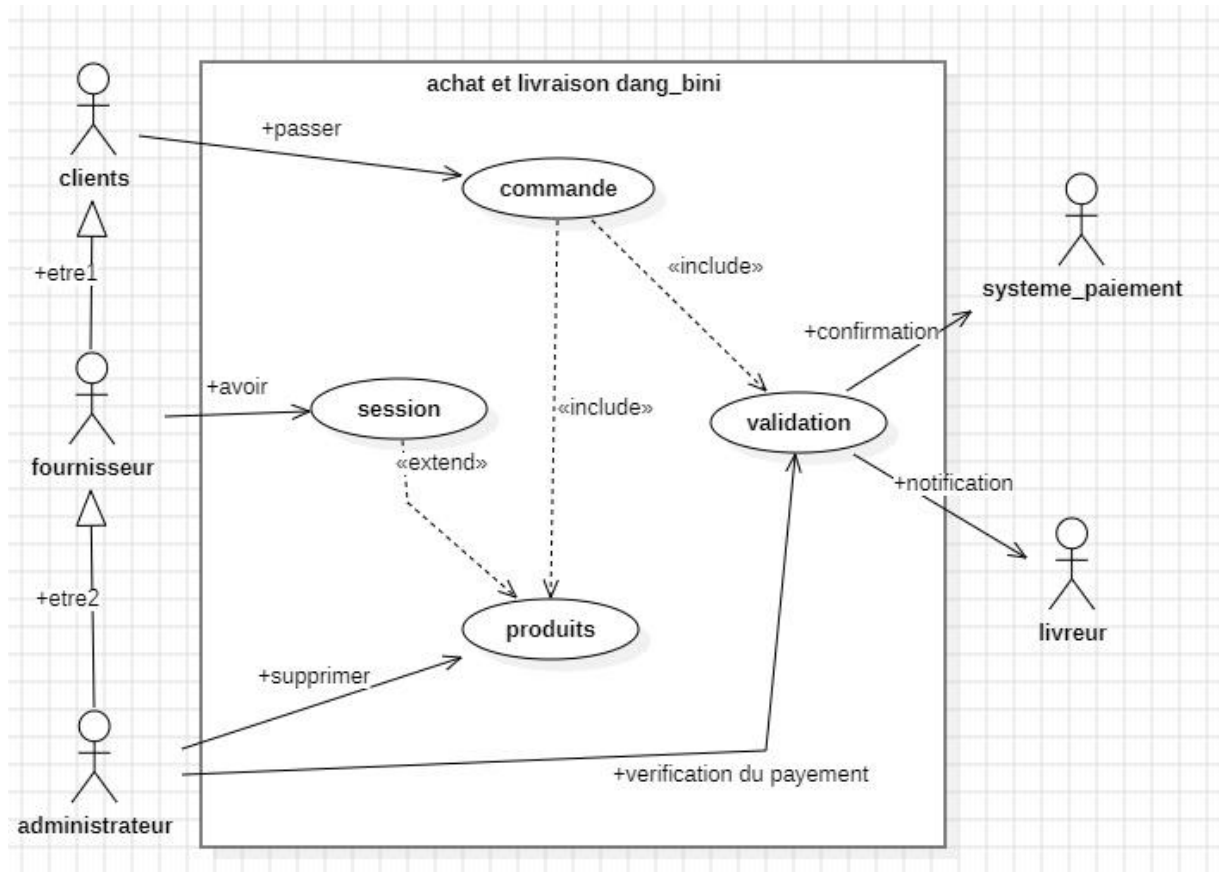 achat et livraison dang_bini
+passer
clients
commande
systeme_paiement
«include»
+etre1
+confirmation
+avoir
session
«include»
validation
fournisseur
«extend»
+notification
+etre2
produits
livreur
+supprimer
+verification du payement
administrateur